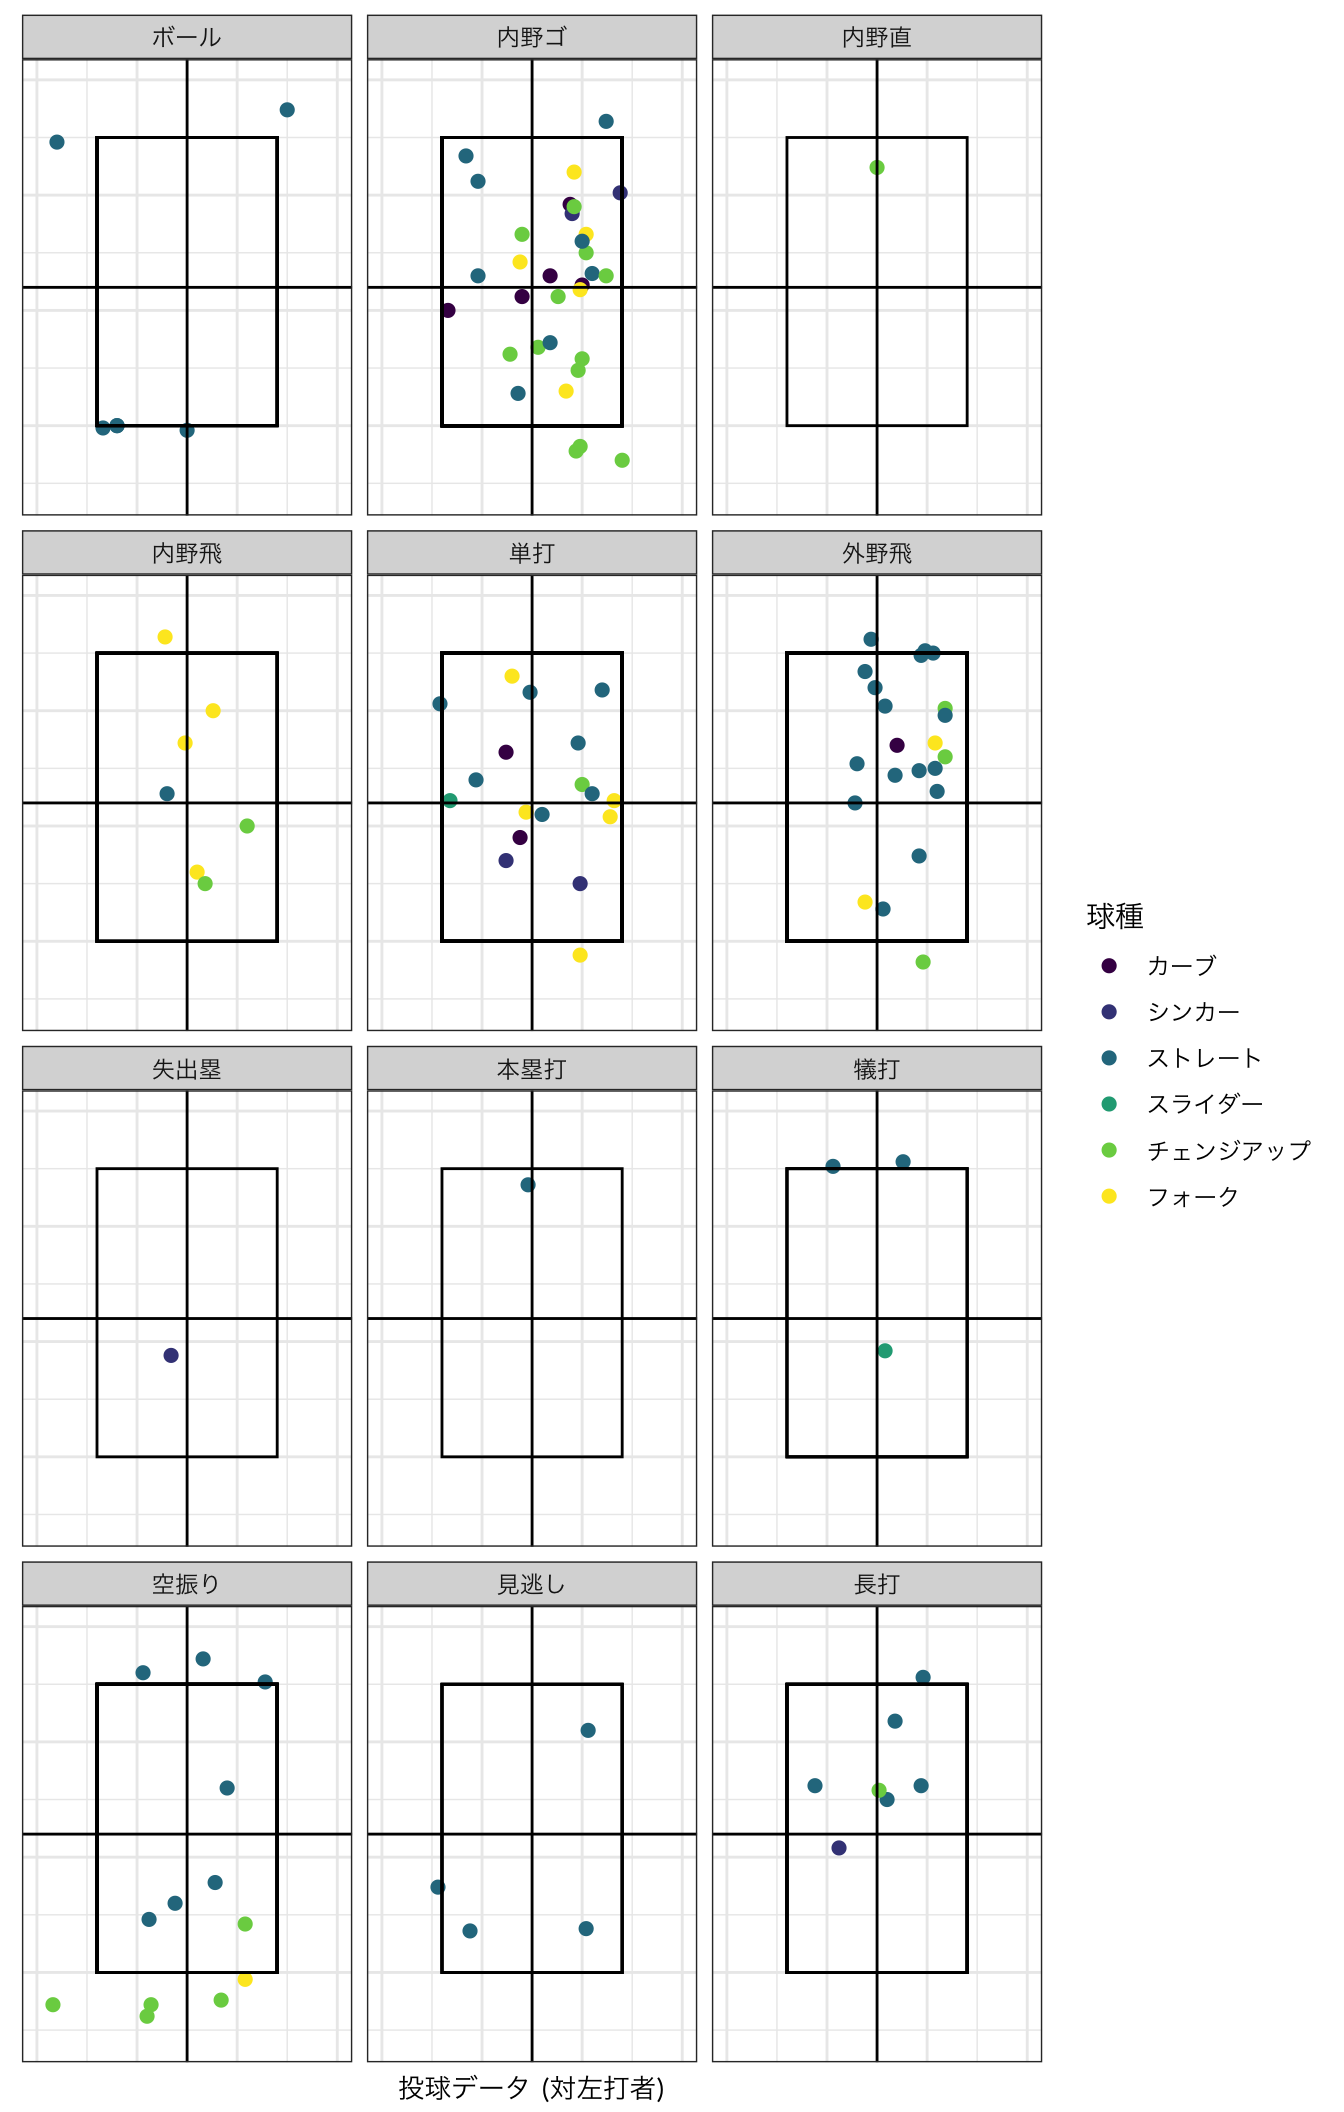 ボール
内野ゴ
内野直
内野飛
単打
外野飛
失出塁
本塁打
犠打
空振り
見逃し
長打
球種
カーブ
シンカー
ストレート
スライダー
チェンジアップ
フォーク
投球データ (対左打者)